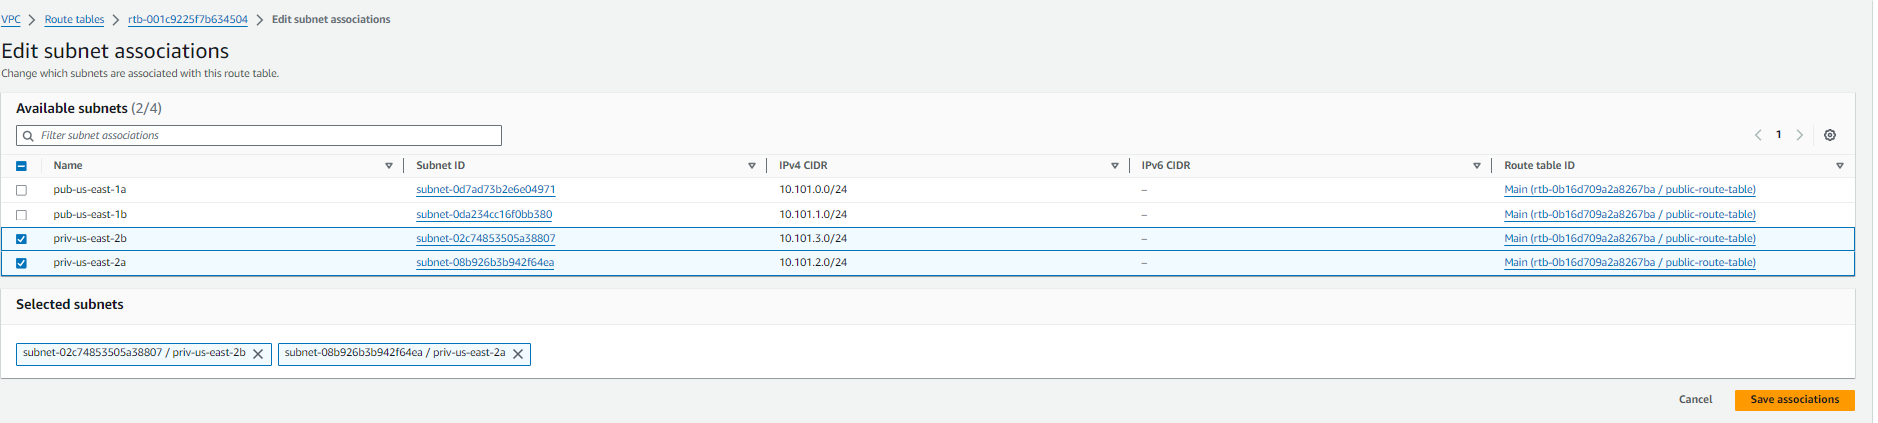 VPC > Route tables > rtb-001c9225f7b634504 > Edit subnet associations
Edit subnet associations
Change which subnets are associated with this route table.
Available subnets (2/4)
Filter subnet associations
1
Name Subnet ID IPv4 CIDR IPv6 CIDR Route table ID
pub-us-east-1a subnet-0d7ad73b2e6e04971 10.101.0.0/24 – Main (rtb-0b16d709a2a8267ba / public-route-table)
pub-us-east-1b subnet-0da234cc16f0bb380 10.101.1.0/24 – Main (rtb-0b16d709a2a8267ba / public-route-table)
priv-us-east-2b subnet-02c74853505a38807 10.101.3.0/24 – Main (rtb-0b16d709a2a8267ba / public-route-table)
priv-us-east-2a subnet-08b926b3b942f64ea 10.101.2.0/24 – Main (rtb-0b16d709a2a8267ba / public-route-table)
Selected subnets
subnet-02c74853505a38807 / priv-us-east-2b subnet-08b926b3b942f64ea / priv-us-east-2a
Cancel Save associations